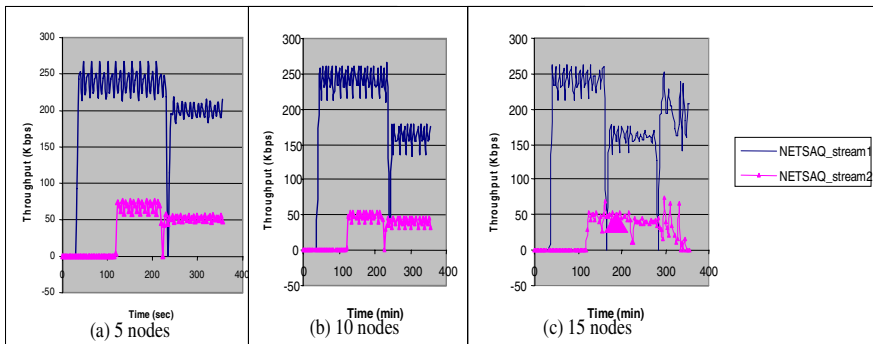 300
250
200
150
100
50
0
-50
0 100 200 300 400
Throughput (Kbps)
Time (sec)
(a) 5 nodes
300
250
200
150
100
50
0
-50
0 100 200 300 400
Throughput (Kbps)
Time (min)
(b) 10 nodes
300
250
200
150
100
50
0
-50
0 100 200 300 400
Throughput (Kbps)
Time (min)
(c) 15 nodes
NETSAQ_stream1
NETSAQ_stream2